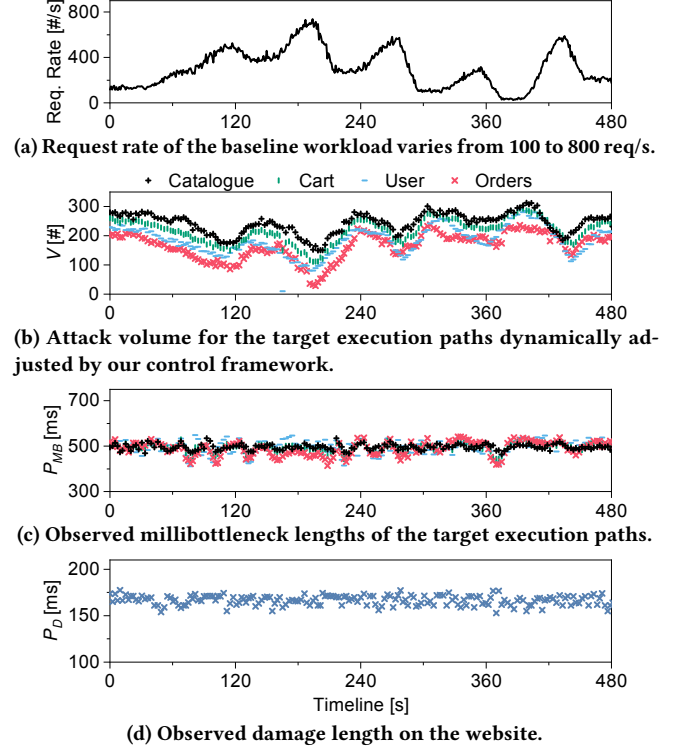 800
400
0
Req. Rate [#/s]
0 120 240 360 480
(a) Request rate of the baseline workload varies from 100 to 800 req/s.
Catalogue Cart User Orders
300
200
100
0
V [#]
0 120 240 360 480
(b) Attack volume for the target execution paths dynamically ad-
justed by our control framework.
700
500
300
P_MB [ms]
0 120 240 360 480
(c) Observed millibottleneck lengths of the target execution paths.
200
150
100
P_D [ms]
0 120 240 360 480
Timeline [s]
(d) Observed damage length on the website.